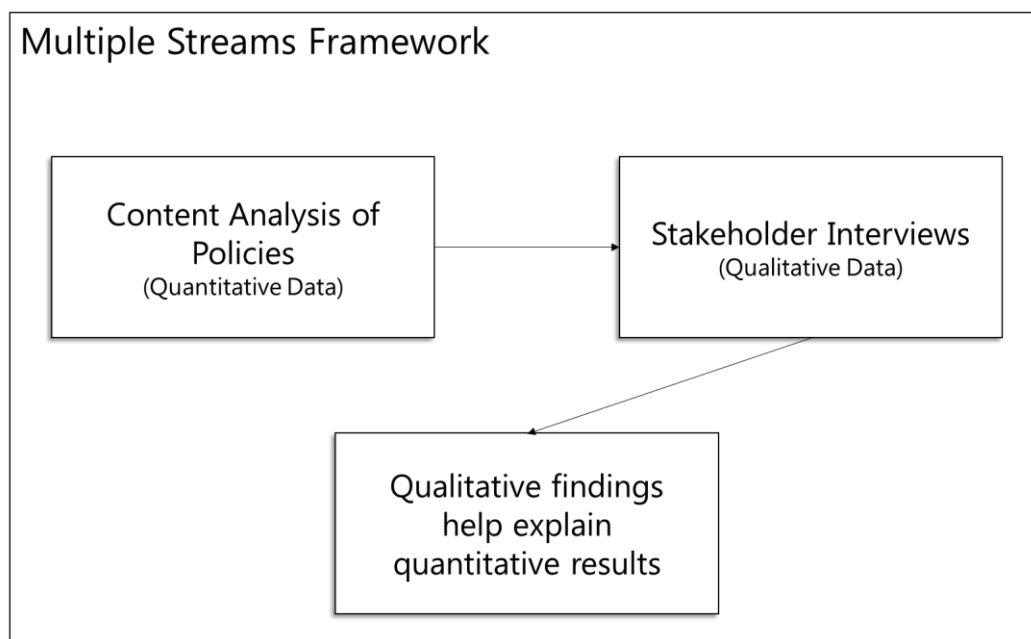 Multiple Streams Framework
Content Analysis of
Policies
(Quantitative Data)
Stakeholder Interviews
(Qualitative Data)
Qualitative findings
help explain
quantitative results